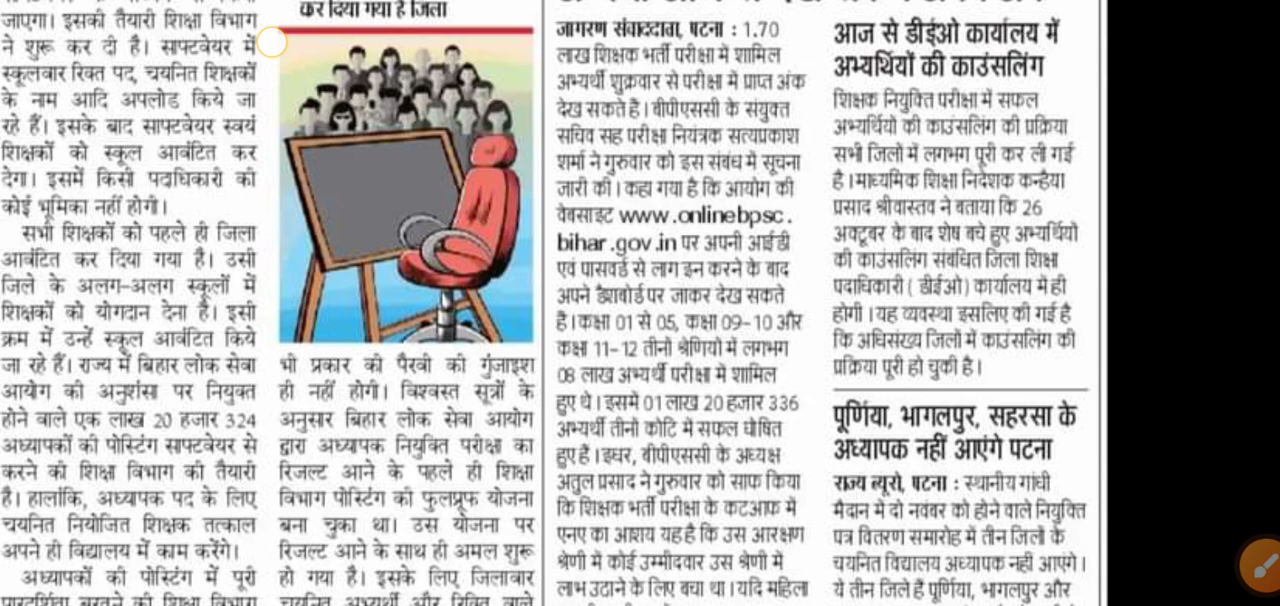 जाएगा। इसकी तैयारी शिक्षा विभाग
ने शुरू कर दी है। साफ्टवेयर में
स्कूलवार रिक्त पद, चयनित शिक्षकों
के नाम आदि अपलोड किये जा
रहे हैं। इसके बाद साफ्टवेयर स्वयं
शिक्षकों को स्कूल आवंटित कर
देगा। इसमें किसी पदाधिकारी की
कोई भूमिका नहीं होगी।
सभी शिक्षकों को पहले ही जिला
आवंटित कर दिया गया है। उसी
जिले के अलग-अलग स्कूलों में
शिक्षकों को योगदान देना है। इसी
क्रम में उन्हें स्कूल आवंटित किये
जा रहे हैं। राज्य में बिहार लोक सेवा
आयोग की अनुशंसा पर नियुक्त
होने वाले एक लाख 20 हजार 324
अध्यापकों की पोस्टिंग साफ्टवेयर से
करने की शिक्षा विभाग की तैयारी
है। हालांकि, अध्यापक पद के लिए
चयनित नियोजित शिक्षक तत्काल
अपने ही विद्यालय में काम करेंगे।
अध्यापकों की पोस्टिंग में पूरी
पारदर्शिता बरतने की शिक्षा विभाग
कर दिया गया है जिला
भी प्रकार की पैरवी की गुंजाइश
ही नहीं होगी। विश्वस्त सूत्रों के
अनुसार बिहार लोक सेवा आयोग
द्वारा अध्यापक नियुक्ति परीक्षा का
रिजल्ट आने के पहले ही शिक्षा
विभाग पोस्टिंग की फुलप्रूफ योजना
बना चुका था। उस योजना पर
रिजल्ट आने के साथ ही अमल शुरू
हो गया है। इसके लिए जिलावार
चयनित अभ्यर्थी और रिक्ति वाले
जागरण संवाददाता, पटना : 1.70
लाख शिक्षक भर्ती परीक्षा में शामिल
अभ्यर्थी शुक्रवार से परीक्षा में प्राप्त अंक
देख सकते हैं। बीपीएससी के संयुक्त
सचिव सह परीक्षा नियंत्रक सत्यप्रकाश
शर्मा ने गुरुवार को इस संबंध में सूचना
जारी की। कहा गया है कि आयोग की
वेबसाइट www.onlinebpsc.
bihar.gov.in पर अपनी आईडी
एवं पासवर्ड से लाग इन करने के बाद
अपने डैशबोर्ड पर जाकर देख सकते
है। कक्षा 01 से 05, कक्षा 09-10 और
कक्षा 11-12 तीनों श्रेणियों में लगभग
08 लाख अभ्यर्थी परीक्षा में शामिल
हुए थे। इसमें 01 लाख 20 हजार 336
अभ्यर्थी तीनों कोटि में सफल घोषित
हुए है। इधर, बीपीएससी के अध्यक्ष
अतुल प्रसाद ने गुरुवार को साफ किया
कि शिक्षक भर्ती परीक्षा के कटआफ में
एनए का आशय यह है कि उस आरक्षण
श्रेणी में कोई उम्मीदवार उस श्रेणी में
लाभ उठाने के लिए बचा था। यदि महिला
आज से डीईओ कार्यालय में
अभ्यर्थियों की काउंसलिंग
शिक्षक नियुक्ति परीक्षा में सफल
अभ्यर्थियो की काउंसलिंग की प्रक्रिया
सभी जिलों में लगभग पूरी कर ली गई
है। माध्यमिक शिक्षा निदेशक कन्हैया
प्रसाद श्रीवास्तव ने बताया कि 26
अक्टूबर के बाद शेष बचे हुए अभ्यर्थियो
की काउंसलिंग संबंधित जिला शिक्षा
पदाधिकारी ( डीईओ) कार्यालय में ही
होगी। यह व्यवस्था इसलिए की गई है
कि अधिसंख्य जिलों में काउंसलिंग की
प्रक्रिया पूरी हो चुकी है।
पूर्णिया, भागलपुर, सहरसा के
अध्यापक नहीं आएंगे पटना
राज्य ब्यूरो, पटना : स्थानीय गांधी
मैदान में दो नवंबर को होने वाले नियुक्ति
पत्र वितरण समारोह में तीन जिलों के
चयनित विद्यालय अध्यापक नही आएंगे।
ये तीन जिले हैं पूर्णिया, भागलपुर और